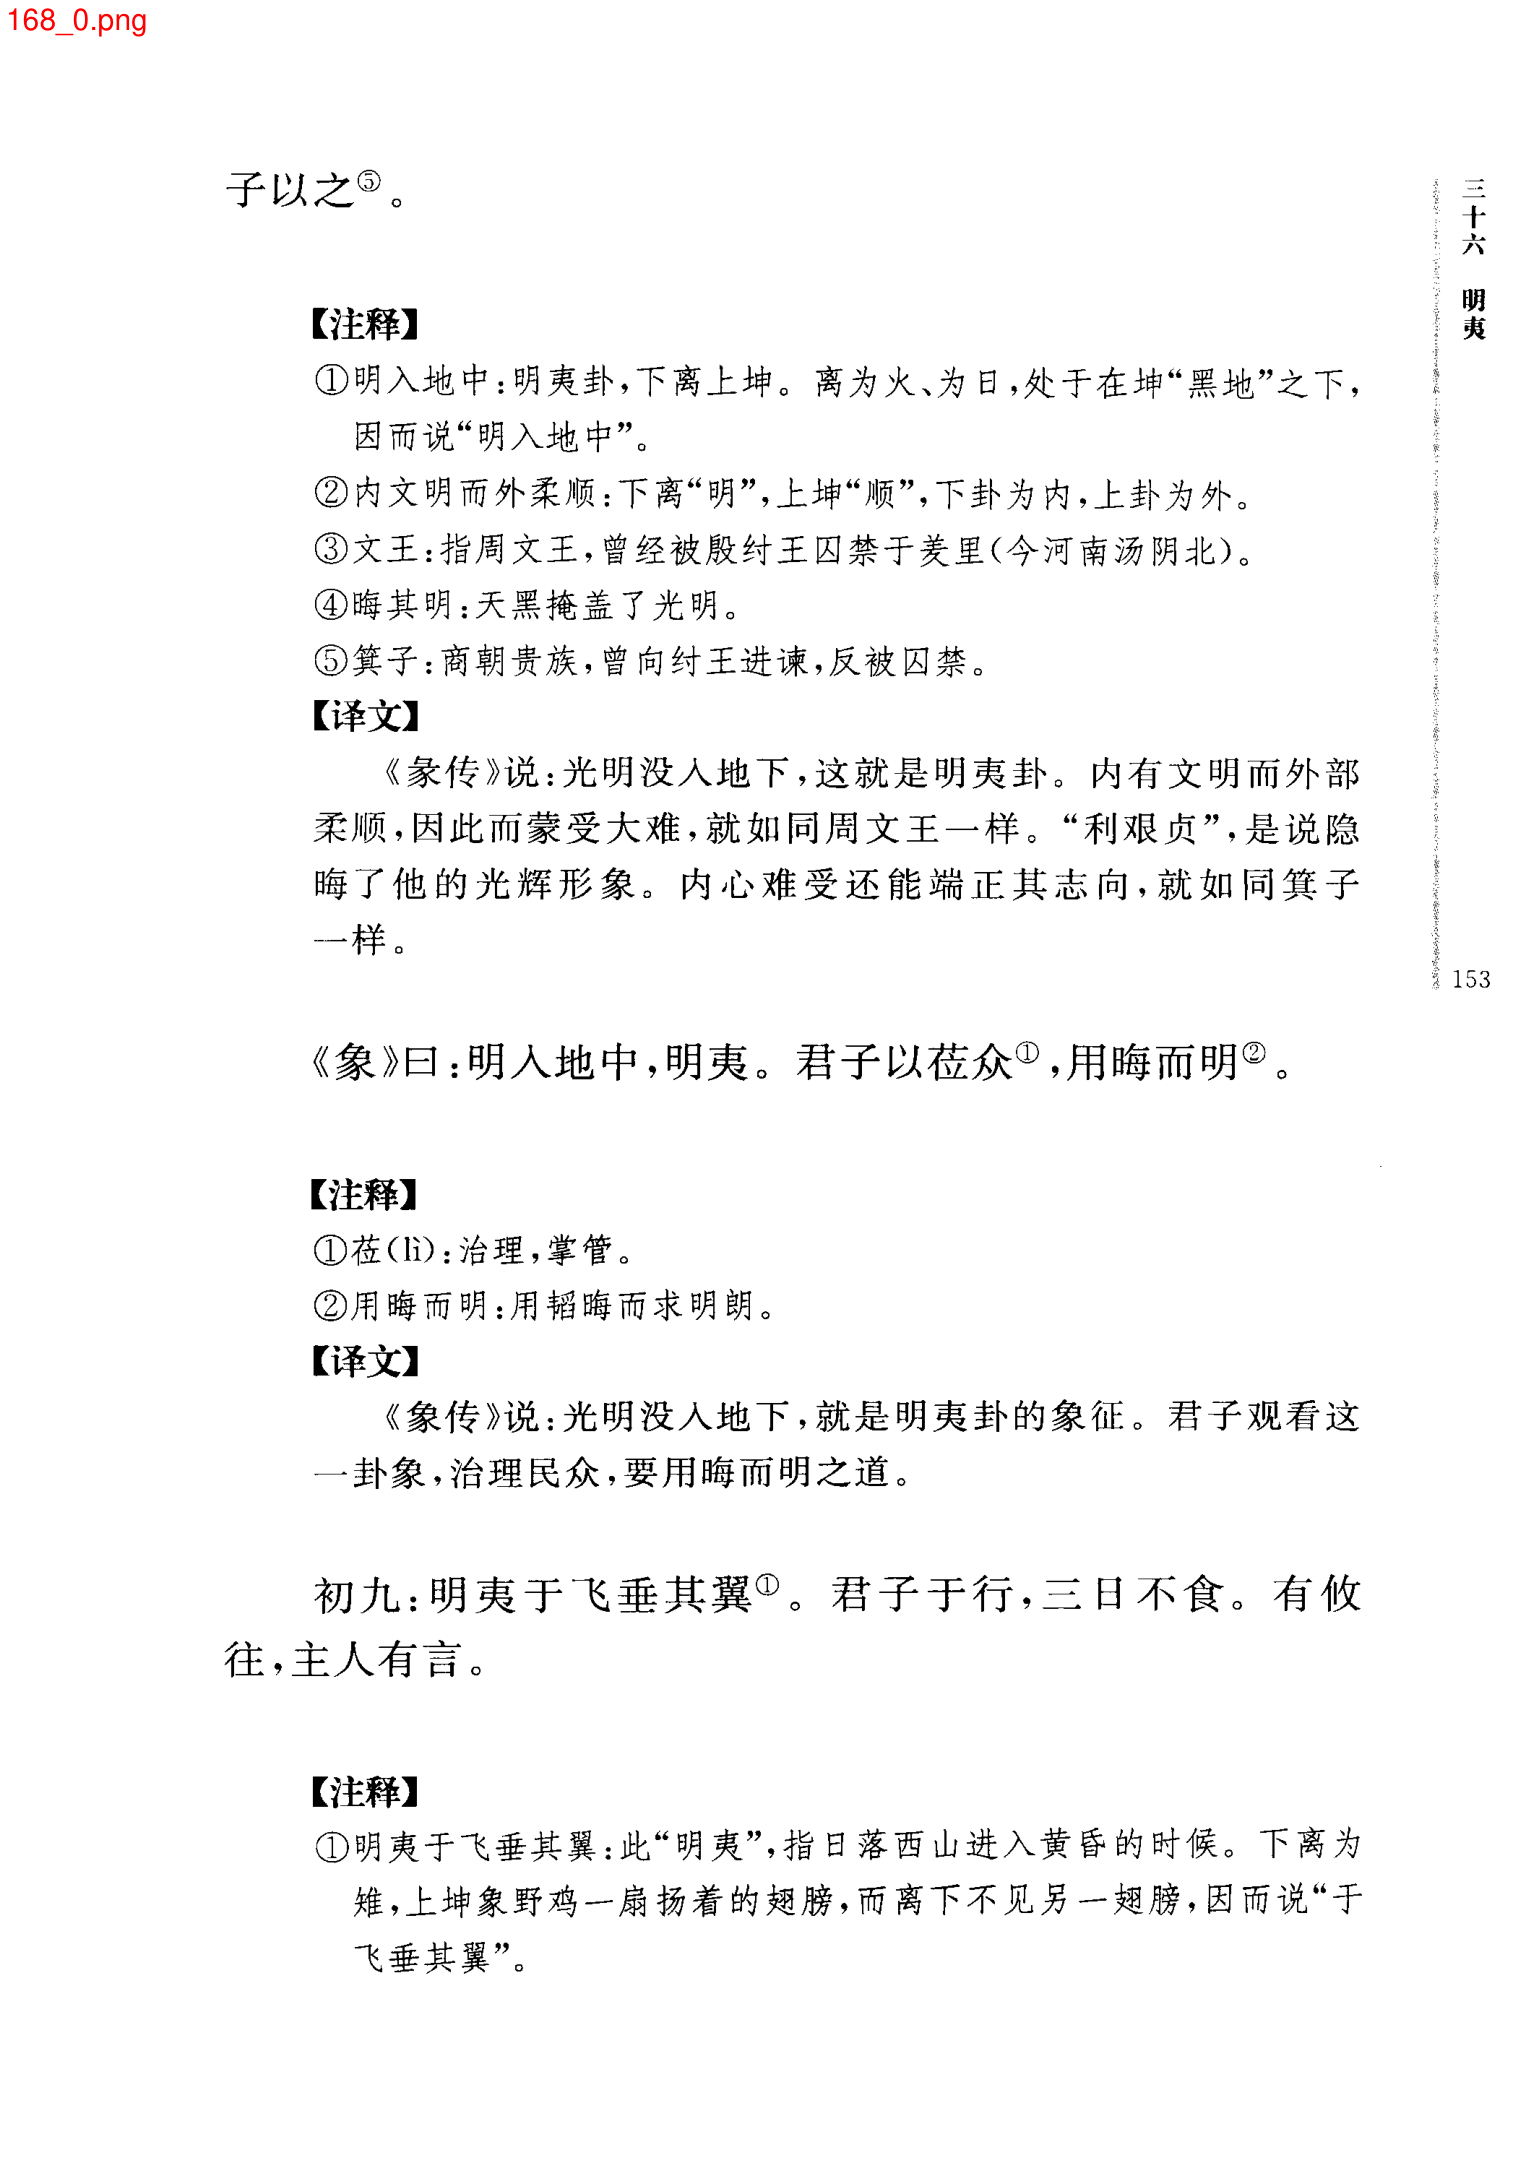 168_0.png
子以之⑤。
【注释】
①明入地中:明夷卦,下离上坤。离为火、为日,处于在坤“黑地”之下,
因而说“明入地中”。
②内文明而外柔顺:下离“明”,上坤“顺”,下卦为内,上卦为外。
③文王:指周文王,曾经被殷纣王囚禁于羑里(今河南汤阴北)。
④晦其明:天黑掩盖了光明。
⑤箕子:商朝贵族,曾向纣王进谏,反被囚禁。
【译文】
《彖传》说:光明没入地下,这就是明夷卦。内有文明而外部
柔顺,因此而蒙受大难,就如同周文王一样。“利艰贞”,是说隐
晦了他的光辉形象。内心难受还能端正其志向,就如同箕子
一样。
《象》曰:明入地中,明夷。君子以莅众①,用晦而明②。
【注释】
①莅(lì):治理,掌管。
②用晦而明:用韬晦而求明朗。
【译文】
《象传》说:光明没入地下,就是明夷卦的象征。君子观看这
一卦象,治理民众,要用晦而明之道。
初九:明夷于飞垂其翼①。君子于行,三日不食。有攸
往,主人有言。
【注释】
①明夷于飞垂其翼:此“明夷”,指日落西山进入黄昏的时候。下离为
雉,上坤象野鸡一扇扬着的翅膀,而离下不见另一翅膀,因而说“于
飞垂其翼”。
三十六 明夷
153